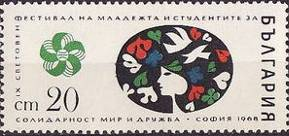 IX СВЕТОВЕН
ФЕСТИВАЛ НА МЛАДЕЖТА И СТУДЕНТИТЕ ЗА
СОЛИДАРНОСТ МИР И ДРУЖБА · СОФИЯ 1968
БЪЛГАРИЯ
ст 20